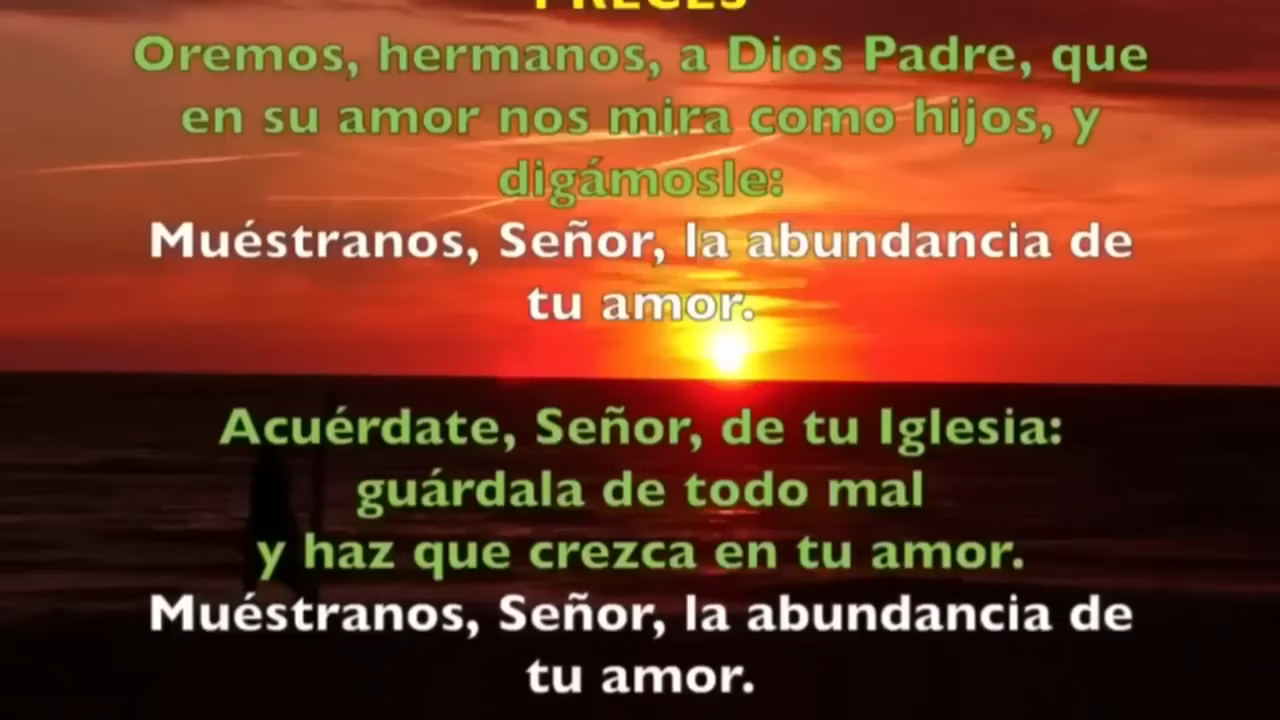 PRECES
Oremos, hermanos, a Dios Padre, que
en su amor nos mira como hijos, y
digámosle:
Muéstranos, Señor, la abundancia de
tu amor.
Acuérdate, Señor, de tu Iglesia:
guárdala de todo mal
y haz que crezca en tu amor.
Muéstranos, Señor, la abundancia de
tu amor.